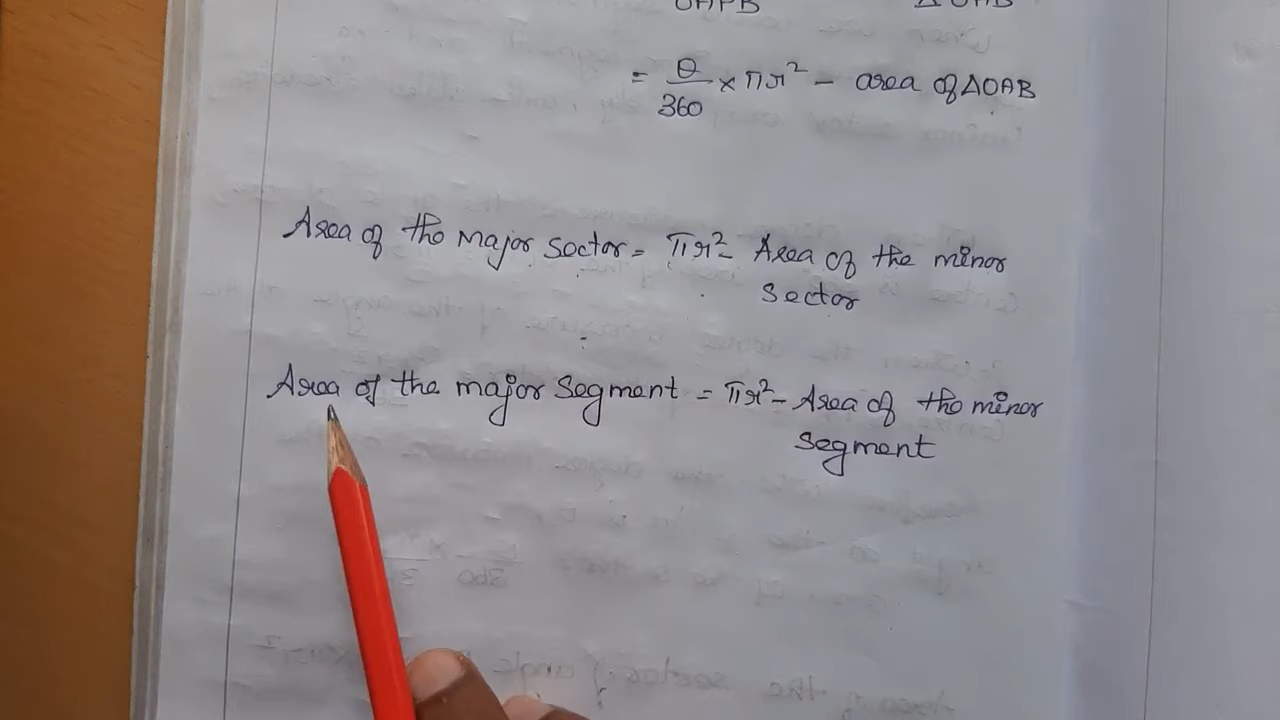 = θ/360 × πr² - area of ΔOAB
Area of the Major sector = πr² - Area of the minor
Sector
Area of the major Segment = πr² - Area of the minor
Segment